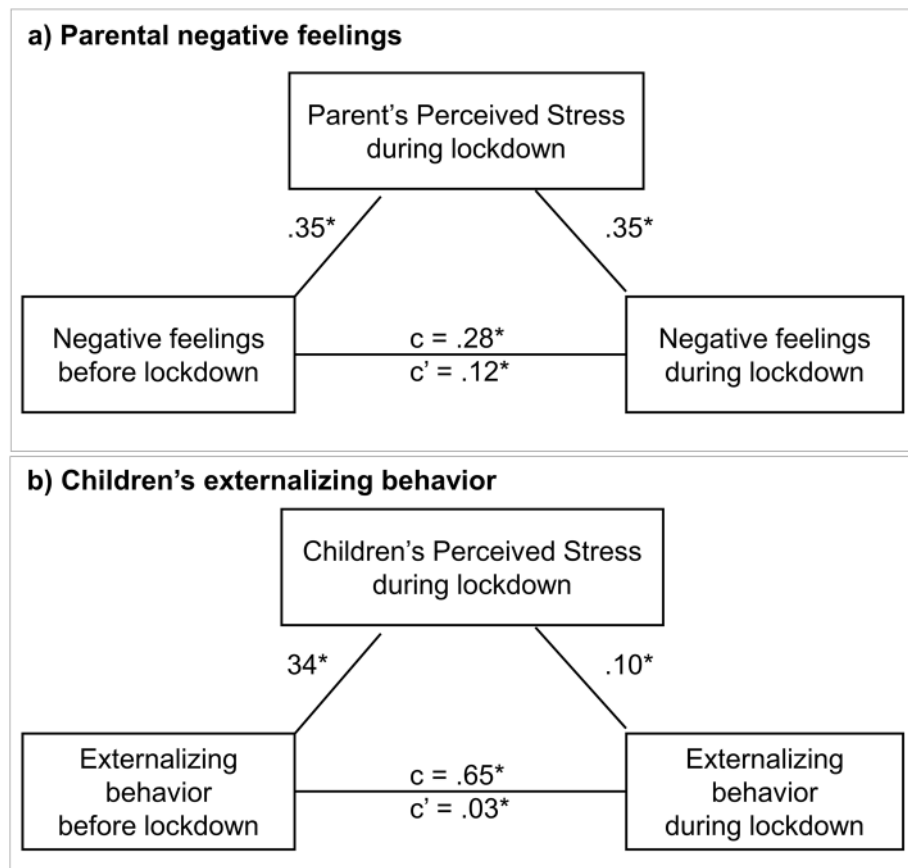 a) Parental negative feelings
Parent’s Perceived Stress
during lockdown
.35*
.35*
Negative feelings
before lockdown
c = .28*
c’ = .12*
Negative feelings
during lockdown
b) Children’s externalizing behavior
Children’s Perceived Stress
during lockdown
34*
.10*
Externalizing
behavior
before lockdown
c = .65*
c’ = .03*
Externalizing
behavior
during lockdown